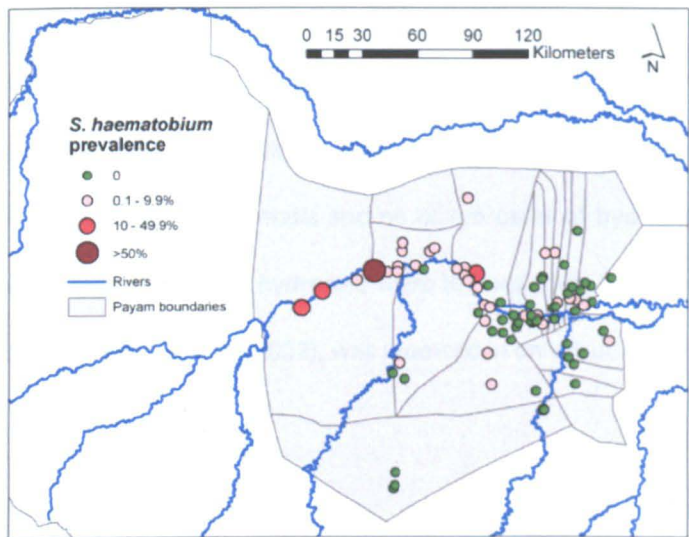 0 15 30 60 90 120
Kilometers
N
S. haematobium
prevalence
0
0.1 - 9.9%
10 - 49.9%
>50%
Rivers
Payam boundaries